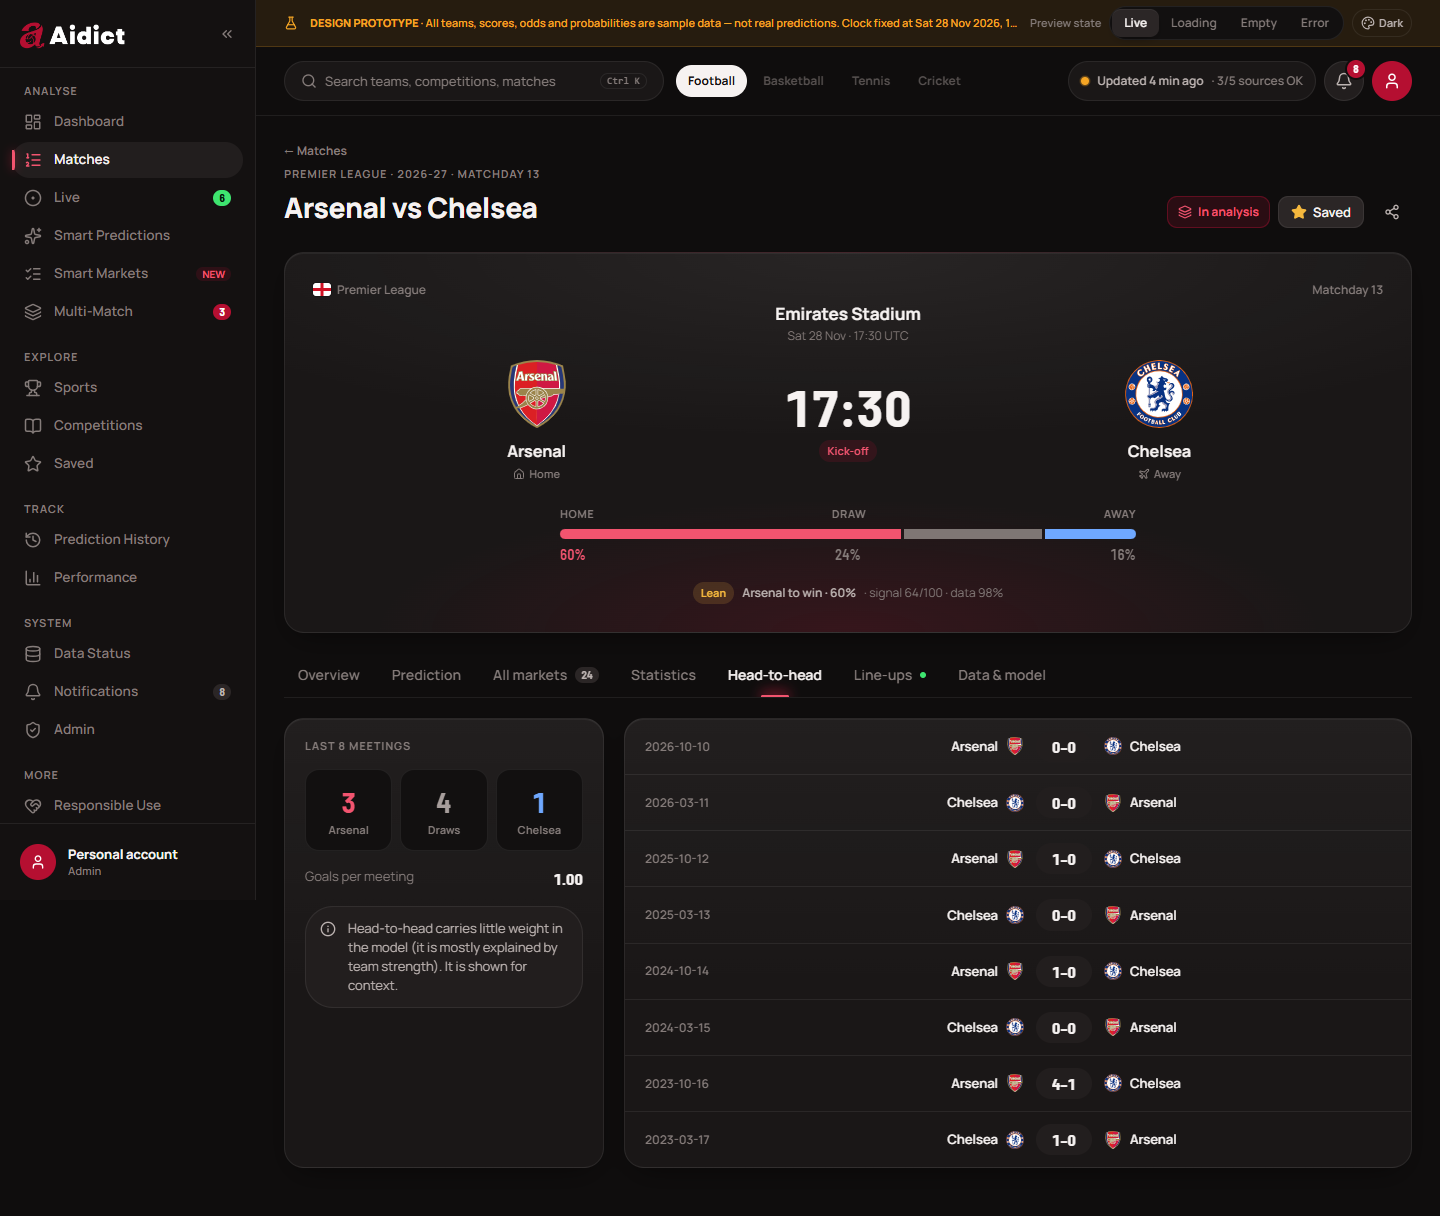 Aidict
DESIGN PROTOTYPE · All teams, scores, odds and probabilities are sample data — not real predictions. Clock fixed at Sat 28 Nov 2026, 1…
Preview state
Live
Loading
Empty
Error
Dark
Search teams, competitions, matches
Ctrl K
Football
Basketball
Tennis
Cricket
Updated 4 min ago · 3/5 sources OK
8
ANALYSE
Dashboard
Matches
Live
6
Smart Predictions
Smart Markets
NEW
Multi-Match
3
EXPLORE
Sports
Competitions
Saved
TRACK
Prediction History
Performance
SYSTEM
Data Status
Notifications
8
Admin
MORE
Responsible Use
Personal account
Admin
← Matches
PREMIER LEAGUE · 2026-27 · MATCHDAY 13
Arsenal vs Chelsea
In analysis
Saved
Premier League
Matchday 13
Emirates Stadium
Sat 28 Nov · 17:30 UTC
Arsenal
CHELSEA
FOOTBALL CLUB
17:30
Kick-off
Arsenal
Home
Chelsea
Away
HOME
DRAW
AWAY
60%
24%
16%
Lean
Arsenal to win · 60% · signal 64/100 · data 98%
Overview
Prediction
All markets
24
Statistics
Head-to-head
Line-ups
Data & model
LAST 8 MEETINGS
3
Arsenal
4
Draws
1
Chelsea
Goals per meeting
1.00
Head-to-head carries little weight in
the model (it is mostly explained by
team strength). It is shown for
context.
2026-10-10 Arsenal 0–0 Chelsea
2026-03-11 Chelsea 0–0 Arsenal
2025-10-12 Arsenal 1–0 Chelsea
2025-03-13 Chelsea 0–0 Arsenal
2024-10-14 Arsenal 1–0 Chelsea
2024-03-15 Chelsea 0–0 Arsenal
2023-10-16 Arsenal 4–1 Chelsea
2023-03-17 Chelsea 1–0 Arsenal